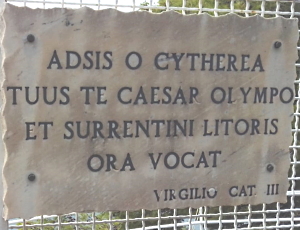 ADSIS O CYTHEREA
TUUS TE CAESAR OLYMPO
ET SURRENTINI LITORIS
ORA VOCAT
VIRGILIO CAT. III